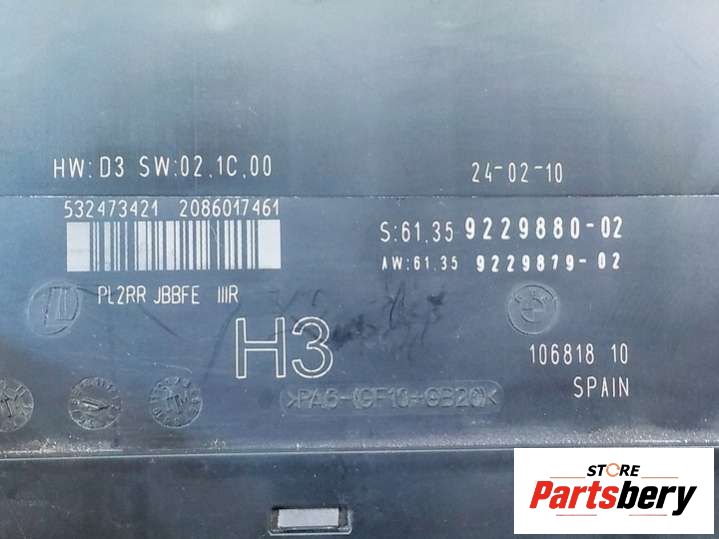 HW:D3 SW:02.1C.00
24-02-10
532473421 2086017461
S:61.35 9229880-02
AW:61.35 9229879-02
PL2RR JBBFE IIIR
H3
106818 10
SPAIN
>PA6-(GF10+GB20)<
STORE
Partsbery